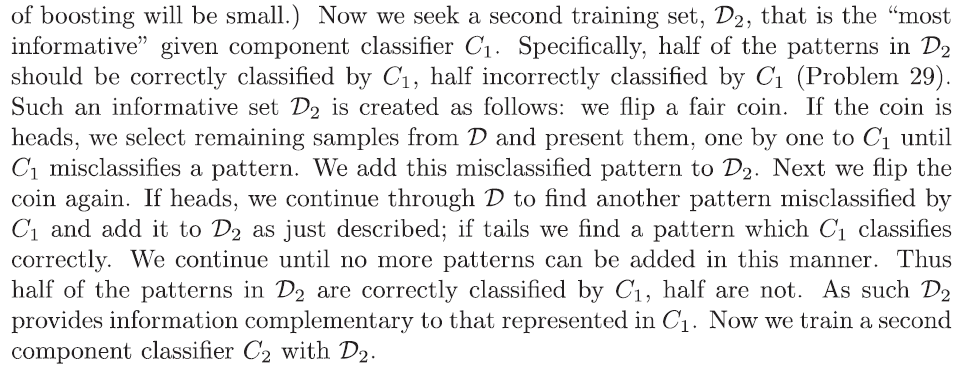 of boosting will be small.) Now we seek a second training set, 𝒟₂, that is the “most
informative” given component classifier C₁. Specifically, half of the patterns in 𝒟₂
should be correctly classified by C₁, half incorrectly classified by C₁ (Problem 29).
Such an informative set 𝒟₂ is created as follows: we flip a fair coin. If the coin is
heads, we select remaining samples from 𝒟 and present them, one by one to C₁ until
C₁ misclassifies a pattern. We add this misclassified pattern to 𝒟₂. Next we flip the
coin again. If heads, we continue through 𝒟 to find another pattern misclassified by
C₁ and add it to 𝒟₂ as just described; if tails we find a pattern which C₁ classifies
correctly. We continue until no more patterns can be added in this manner. Thus
half of the patterns in 𝒟₂ are correctly classified by C₁, half are not. As such 𝒟₂
provides information complementary to that represented in C₁. Now we train a second
component classifier C₂ with 𝒟₂.